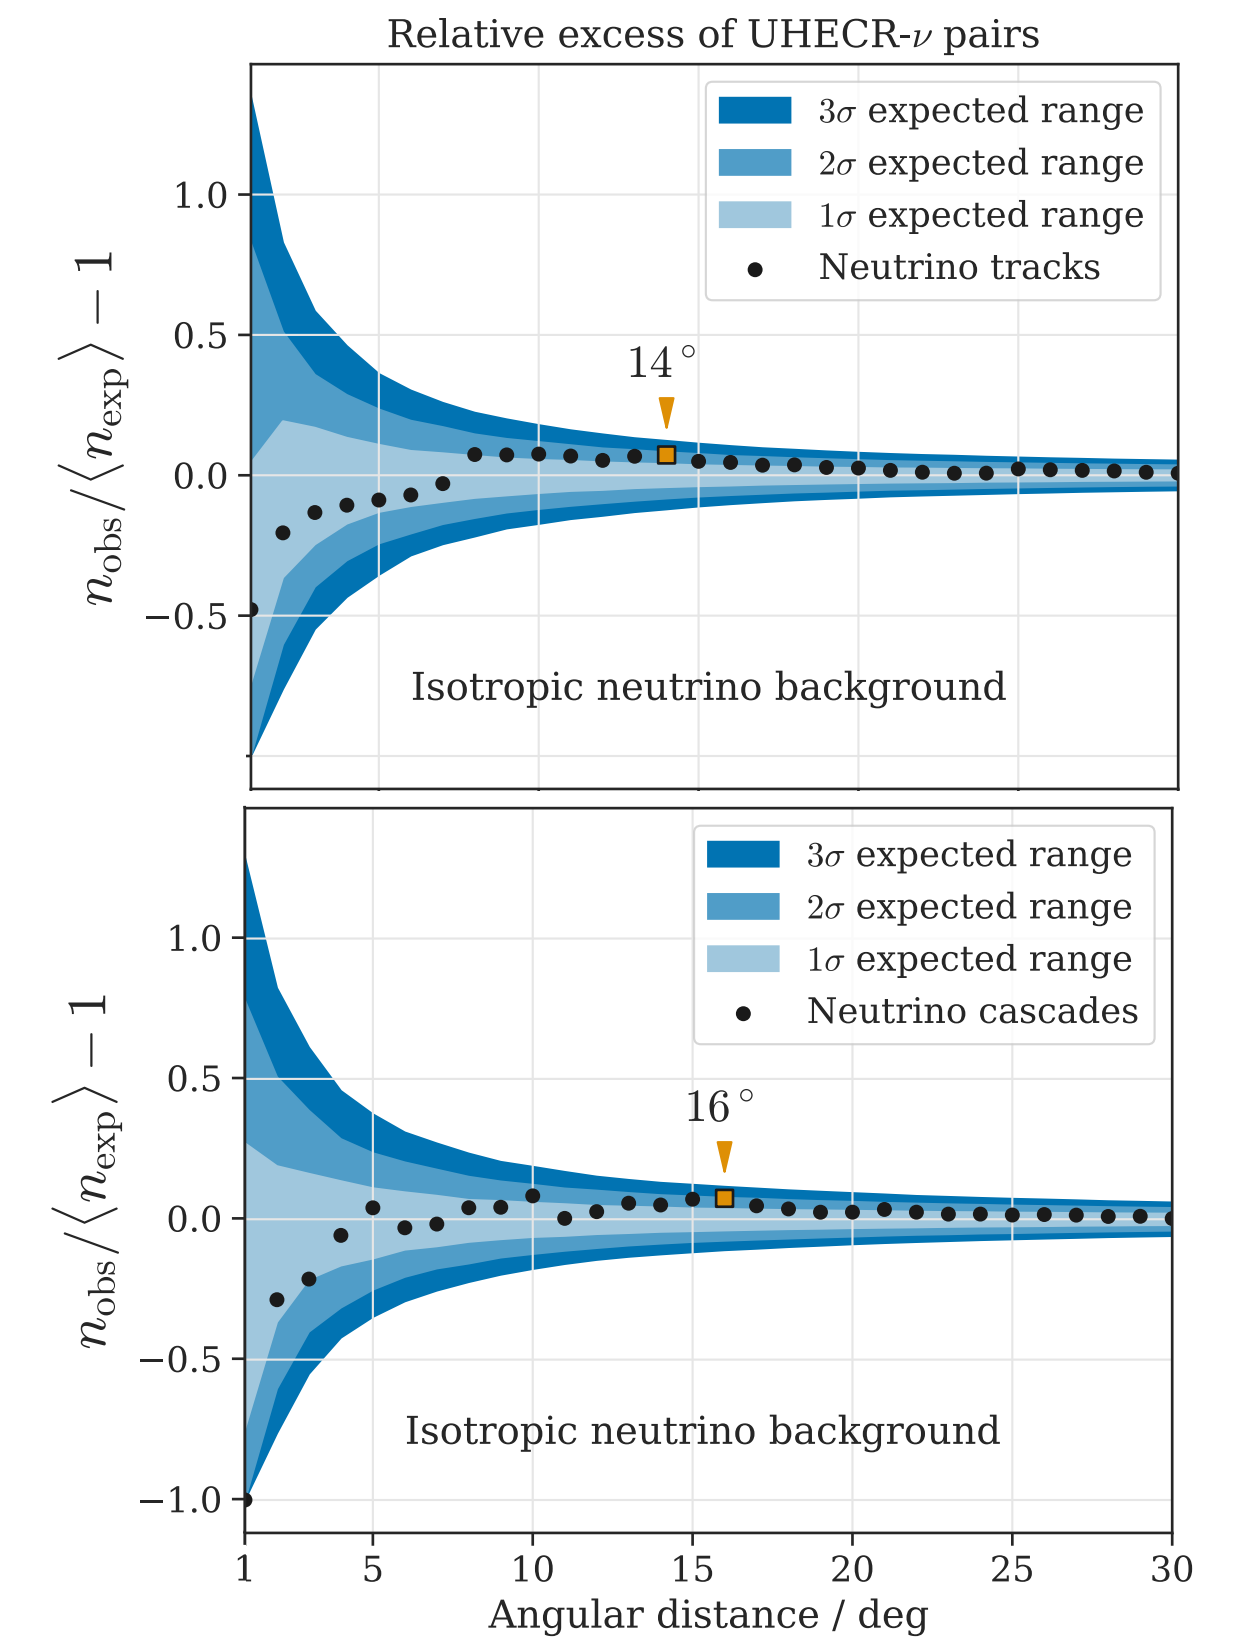 Relative excess of UHECR-ν pairs
3σ expected range
2σ expected range
1σ expected range
Neutrino tracks
1.0
0.5
0.0
−0.5
n_obs/⟨n_exp⟩ − 1
14°
Isotropic neutrino background
3σ expected range
2σ expected range
1σ expected range
Neutrino cascades
1.0
0.5
0.0
−0.5
−1.0
n_obs/⟨n_exp⟩ − 1
16°
Isotropic neutrino background
1 5 10 15 20 25 30
Angular distance / deg